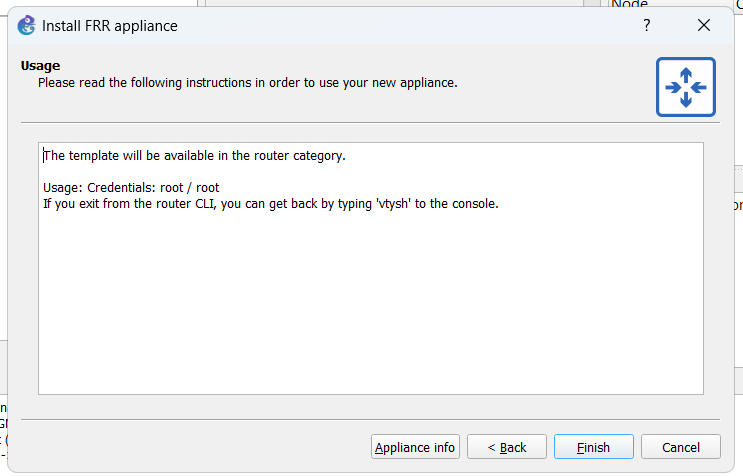 Node
Install FRR appliance
?
Usage
Please read the following instructions in order to use your new appliance.
The template will be available in the router category.
Usage: Credentials: root / root
If you exit from the router CLI, you can get back by typing 'vtysh' to the console.
Appliance info
< Back
Finish
Cancel